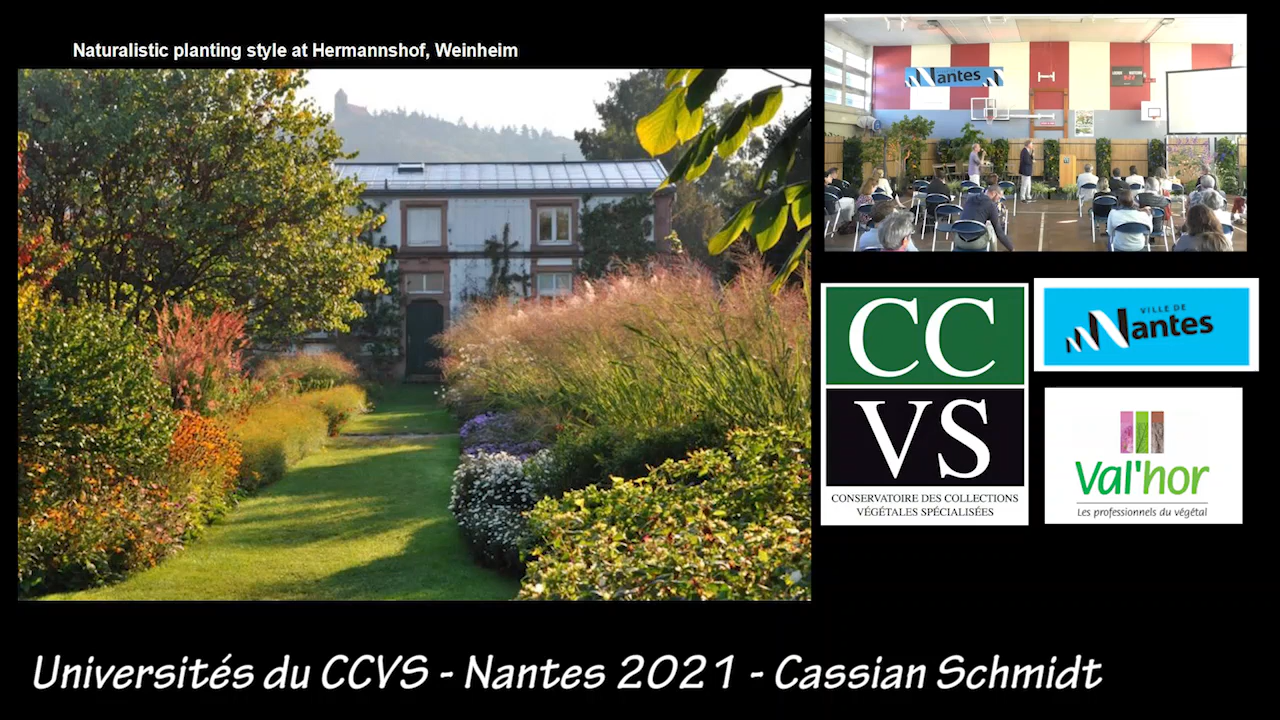 Naturalistic planting style at Hermannshof, Weinheim
Nantes
CC
VS
CONSERVATOIRE DES COLLECTIONS
VÉGÉTALES SPÉCIALISÉES
VILLE DE
Nantes
Val'hor
Les professionnels du végétal
Universités du CCVS - Nantes 2021 - Cassian Schmidt